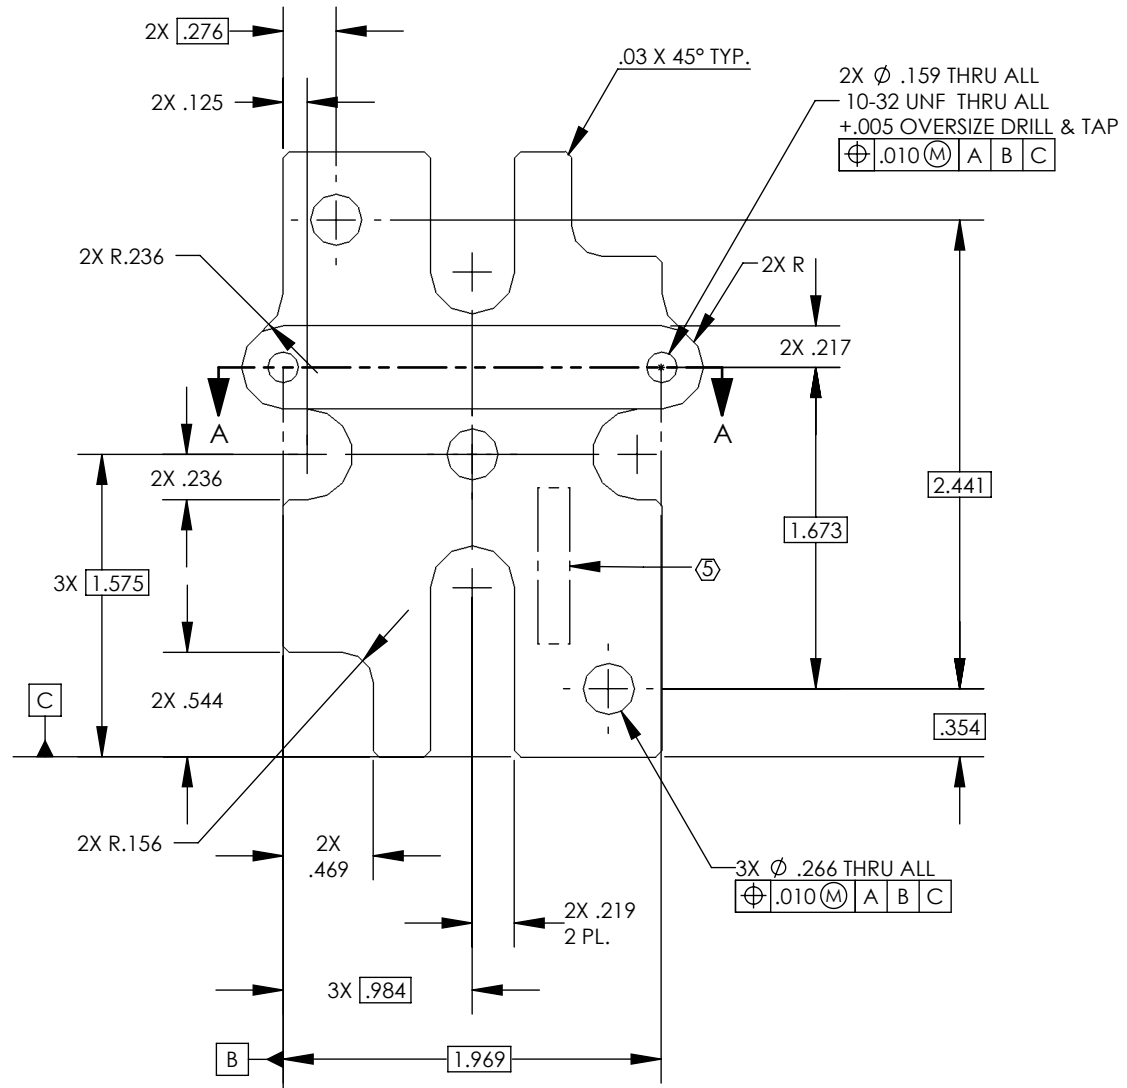 2X .276
.03 X 45° TYP.
2X ∅ .159 THRU ALL
10-32 UNF THRU ALL
+.005 OVERSIZE DRILL & TAP
⌖ .010 Ⓜ A B C
2X .125
2X R.236
2X R
2X .217
A
A
2X .236
2.441
1.673
5
3X 1.575
C
2X .544
.354
2X R.156
2X
.469
3X ∅ .266 THRU ALL
⌖ .010 Ⓜ A B C
2X .219
2 PL.
3X .984
B
1.969